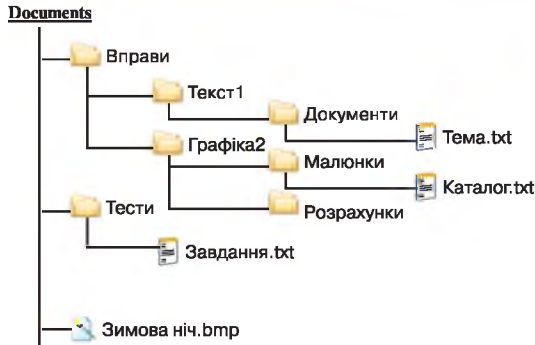 Documents
Вправи
Текст1
Документи
Тема.txt
Графіка2
Малюнки
Каталог.txt
Тести
Розрахунки
Завдання.txt
Зимова ніч.bmp